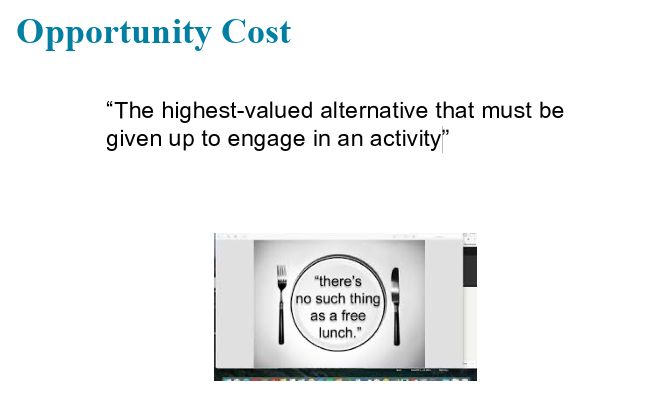 Opportunity Cost
“The highest-valued alternative that must be
given up to engage in an activity”
“there’s
no such thing
as a free
lunch.”